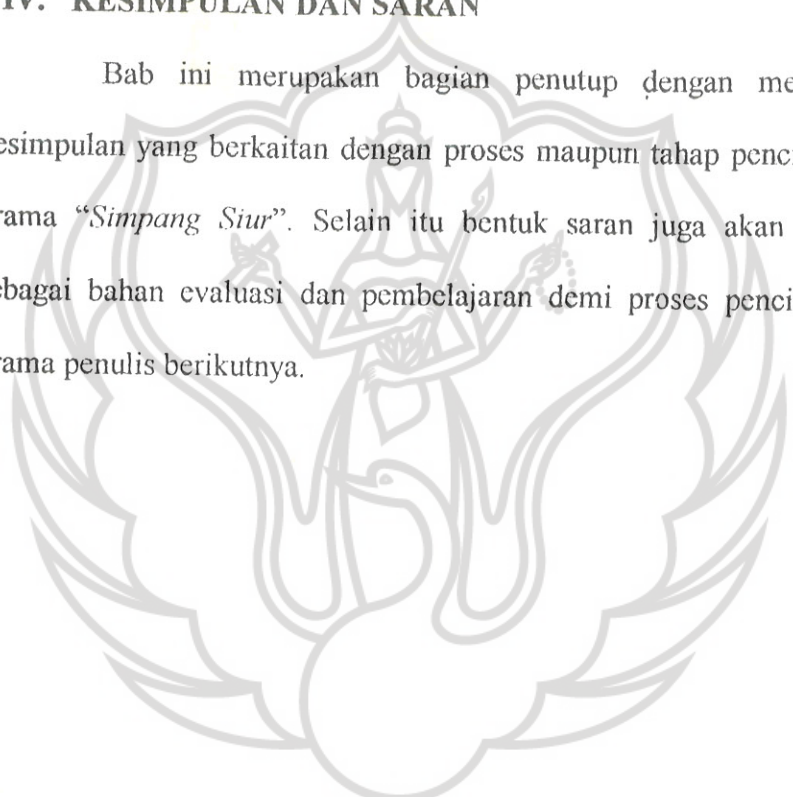 IV. KESIMPULAN DAN SARAN
Bab ini merupakan bagian penutup dengan me
esimpulan yang berkaitan dengan proses maupun tahap penci
rama “Simpang Siur”. Selain itu bentuk saran juga akan
ebagai bahan evaluasi dan pembelajaran demi proses penci
rama penulis berikutnya.